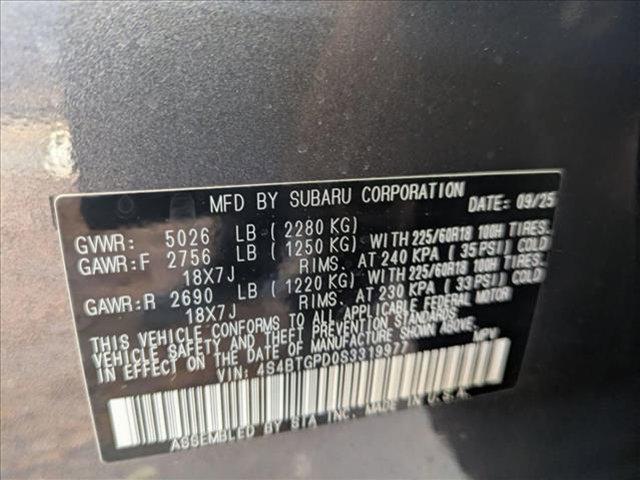 MFD BY SUBARU CORPORATION DATE: 09/25
GVWR: 5026 LB ( 2280 KG)
GAWR:F 2756 LB ( 1250 KG) WITH 225/60R18 100H TIRES,
18X7J RIMS. AT 240 KPA ( 35 PSI) COLD
GAWR:R 2690 LB ( 1220 KG) WITH 225/60R18 100H TIRES,
18X7J RIMS. AT 230 KPA ( 33 PSI) COLD
THIS VEHICLE CONFORMS TO ALL APPLICABLE FEDERAL MOTOR
VEHICLE SAFETY AND THEFT PREVENTION STANDARDS
IN EFFECT ON THE DATE OF MANUFACTURE SHOWN ABOVE.
VIN: 4S4BTGPD0S3319977 MPV
ASSEMBLED BY SIA INC. MADE IN U.S.A.